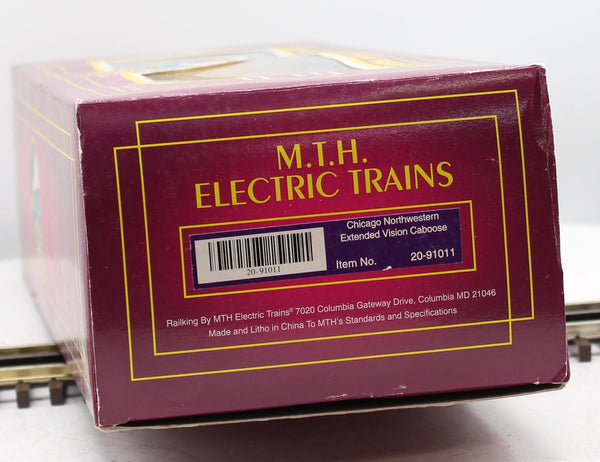 M.T.H.
ELECTRIC TRAINS
20-91011
Chicago Northwestern
Extended Vision Caboose
Item No. 20-91011
Railking By MTH Electric Trains® 7020 Columbia Gateway Drive, Columbia MD 21046
Made and Litho in China To MTH's Standards and Specifications